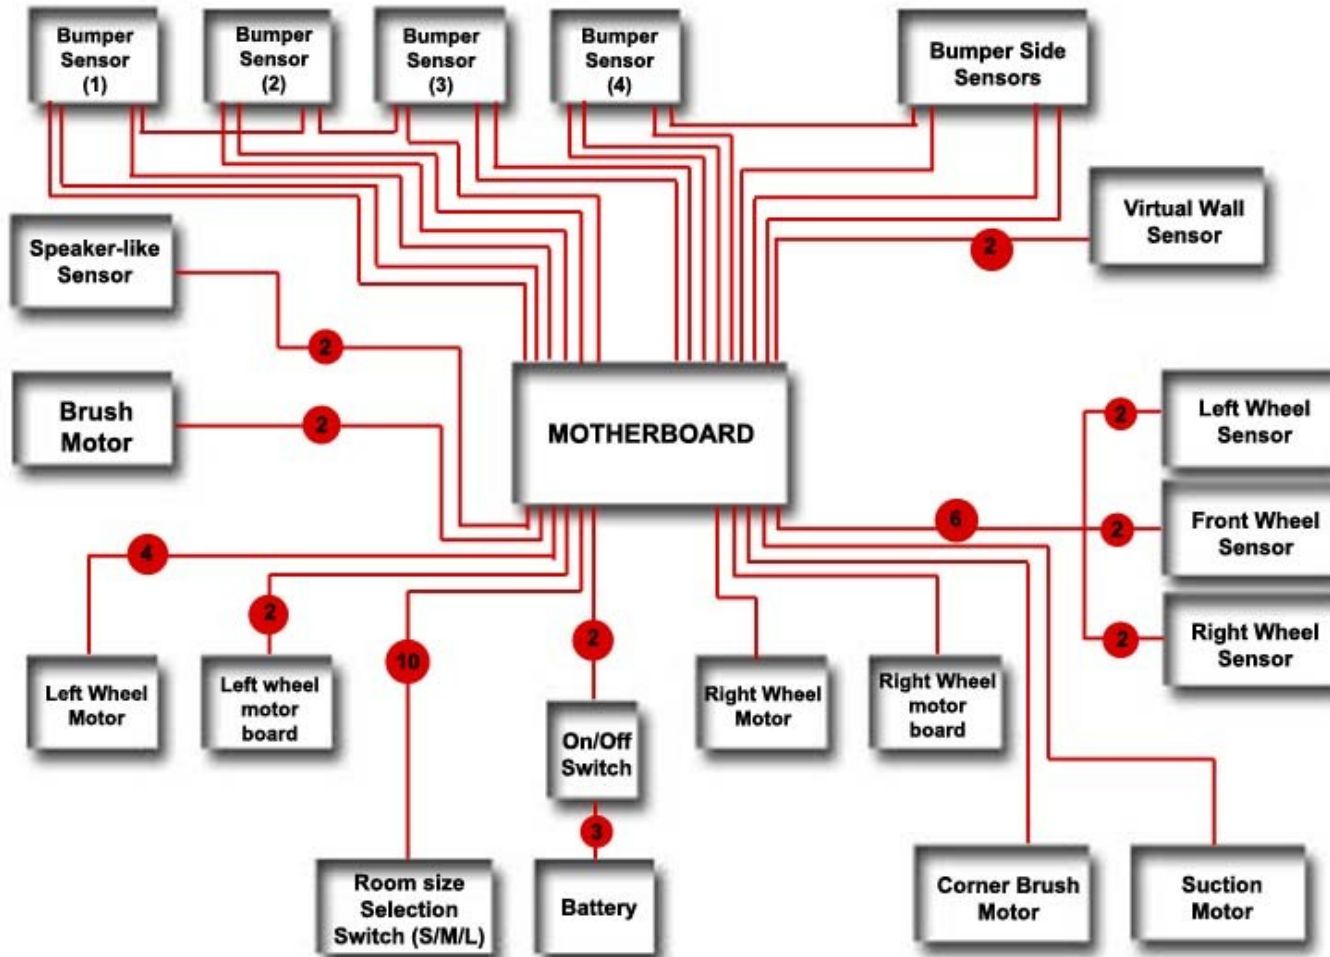 Bumper
Sensor
(1)
Bumper
Sensor
(2)
Bumper
Sensor
(3)
Bumper
Sensor
(4)
Bumper Side
Sensors
Virtual Wall
Sensor
2
Speaker-like
Sensor
2
Brush
Motor
2
MOTHERBOARD
Left Wheel
Sensor
2
Front Wheel
Sensor
2
Right Wheel
Sensor
2
6
4
Left Wheel
Motor
2
Left wheel
motor
board
10
Room size
Selection
Switch (S/M/L)
2
On/Off
Switch
3
Battery
Right Wheel
Motor
Right Wheel
motor
board
Corner Brush
Motor
Suction
Motor